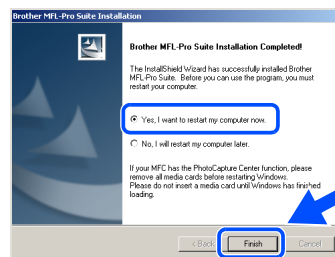 Brother MFL-Pro Suite Installation
Brother MFL-Pro Suite Installation Completed!
The InstallShield Wizard has successfully installed Brother
MFL-Pro Suite. Before you can use the program, you must
restart your computer.
Yes, I want to restart my computer now.
No, I will restart my computer later.
If your MFC has the PhotoCapture Center function, please
remove all media cards before restarting Windows.
Please do not insert a media card until Windows has finished
loading.
< Back
Finish
Cancel